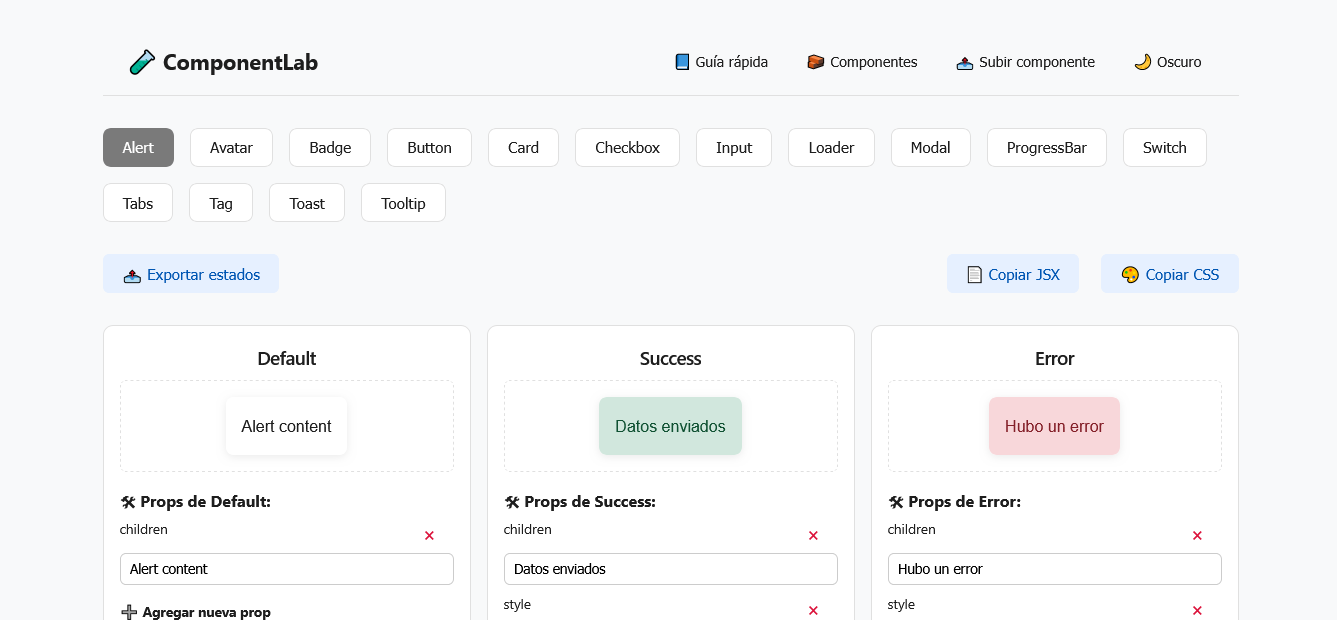 ComponentLab
Guía rápida Componentes Subir componente Oscuro
Alert Avatar Badge Button Card Checkbox Input Loader Modal ProgressBar Switch
Tabs Tag Toast Tooltip
Exportar estados Copiar JSX Copiar CSS
Default Success Error
Alert content Datos enviados Hubo un error
Props de Default: Props de Success: Props de Error:
children children children
Alert content Datos enviados Hubo un error
style style
Agregar nueva prop